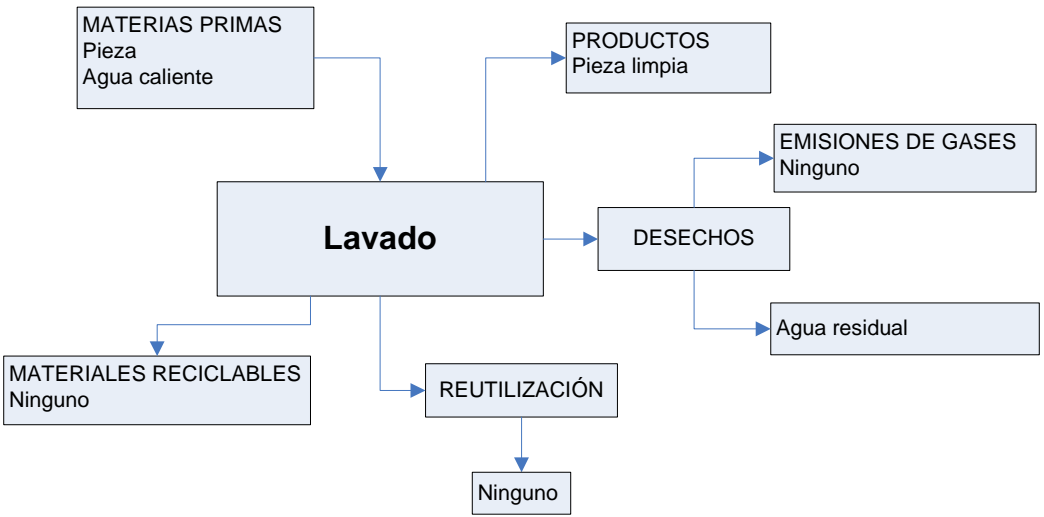 MATERIAS PRIMAS
Pieza
Agua caliente
PRODUCTOS
Pieza limpia
EMISIONES DE GASES
Ninguno
Lavado
DESECHOS
Agua residual
MATERIALES RECICLABLES
Ninguno
REUTILIZACIÓN
Ninguno